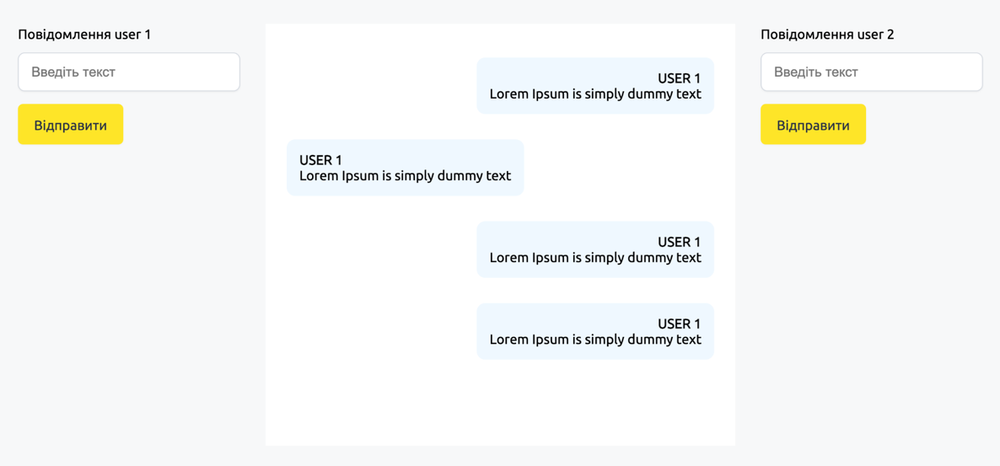 Повідомлення user 1
Введіть текст
Відправити
USER 1
Lorem Ipsum is simply dummy text
USER 1
Lorem Ipsum is simply dummy text
USER 1
Lorem Ipsum is simply dummy text
USER 1
Lorem Ipsum is simply dummy text
Повідомлення user 2
Введіть текст
Відправити